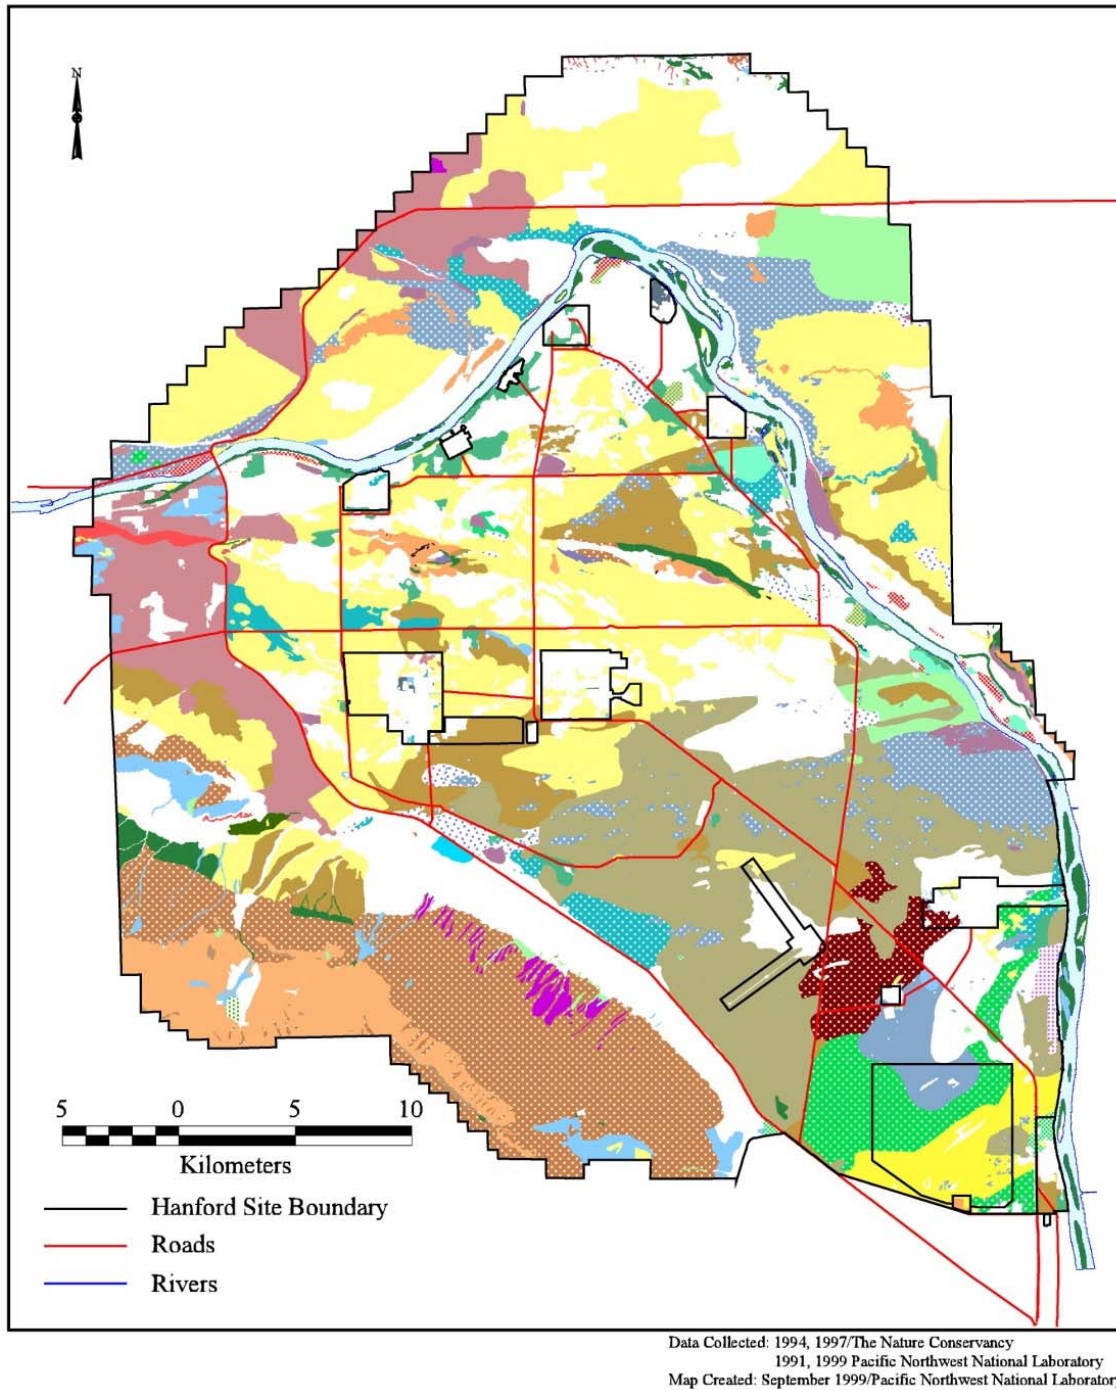 N
5 0 5 10
Kilometers
Hanford Site Boundary
Roads
Rivers
Data Collected: 1994, 1997/The Nature Conservancy
1991, 1999 Pacific Northwest National Laboratory
Map Created: September 1999/Pacific Northwest National Laboratory